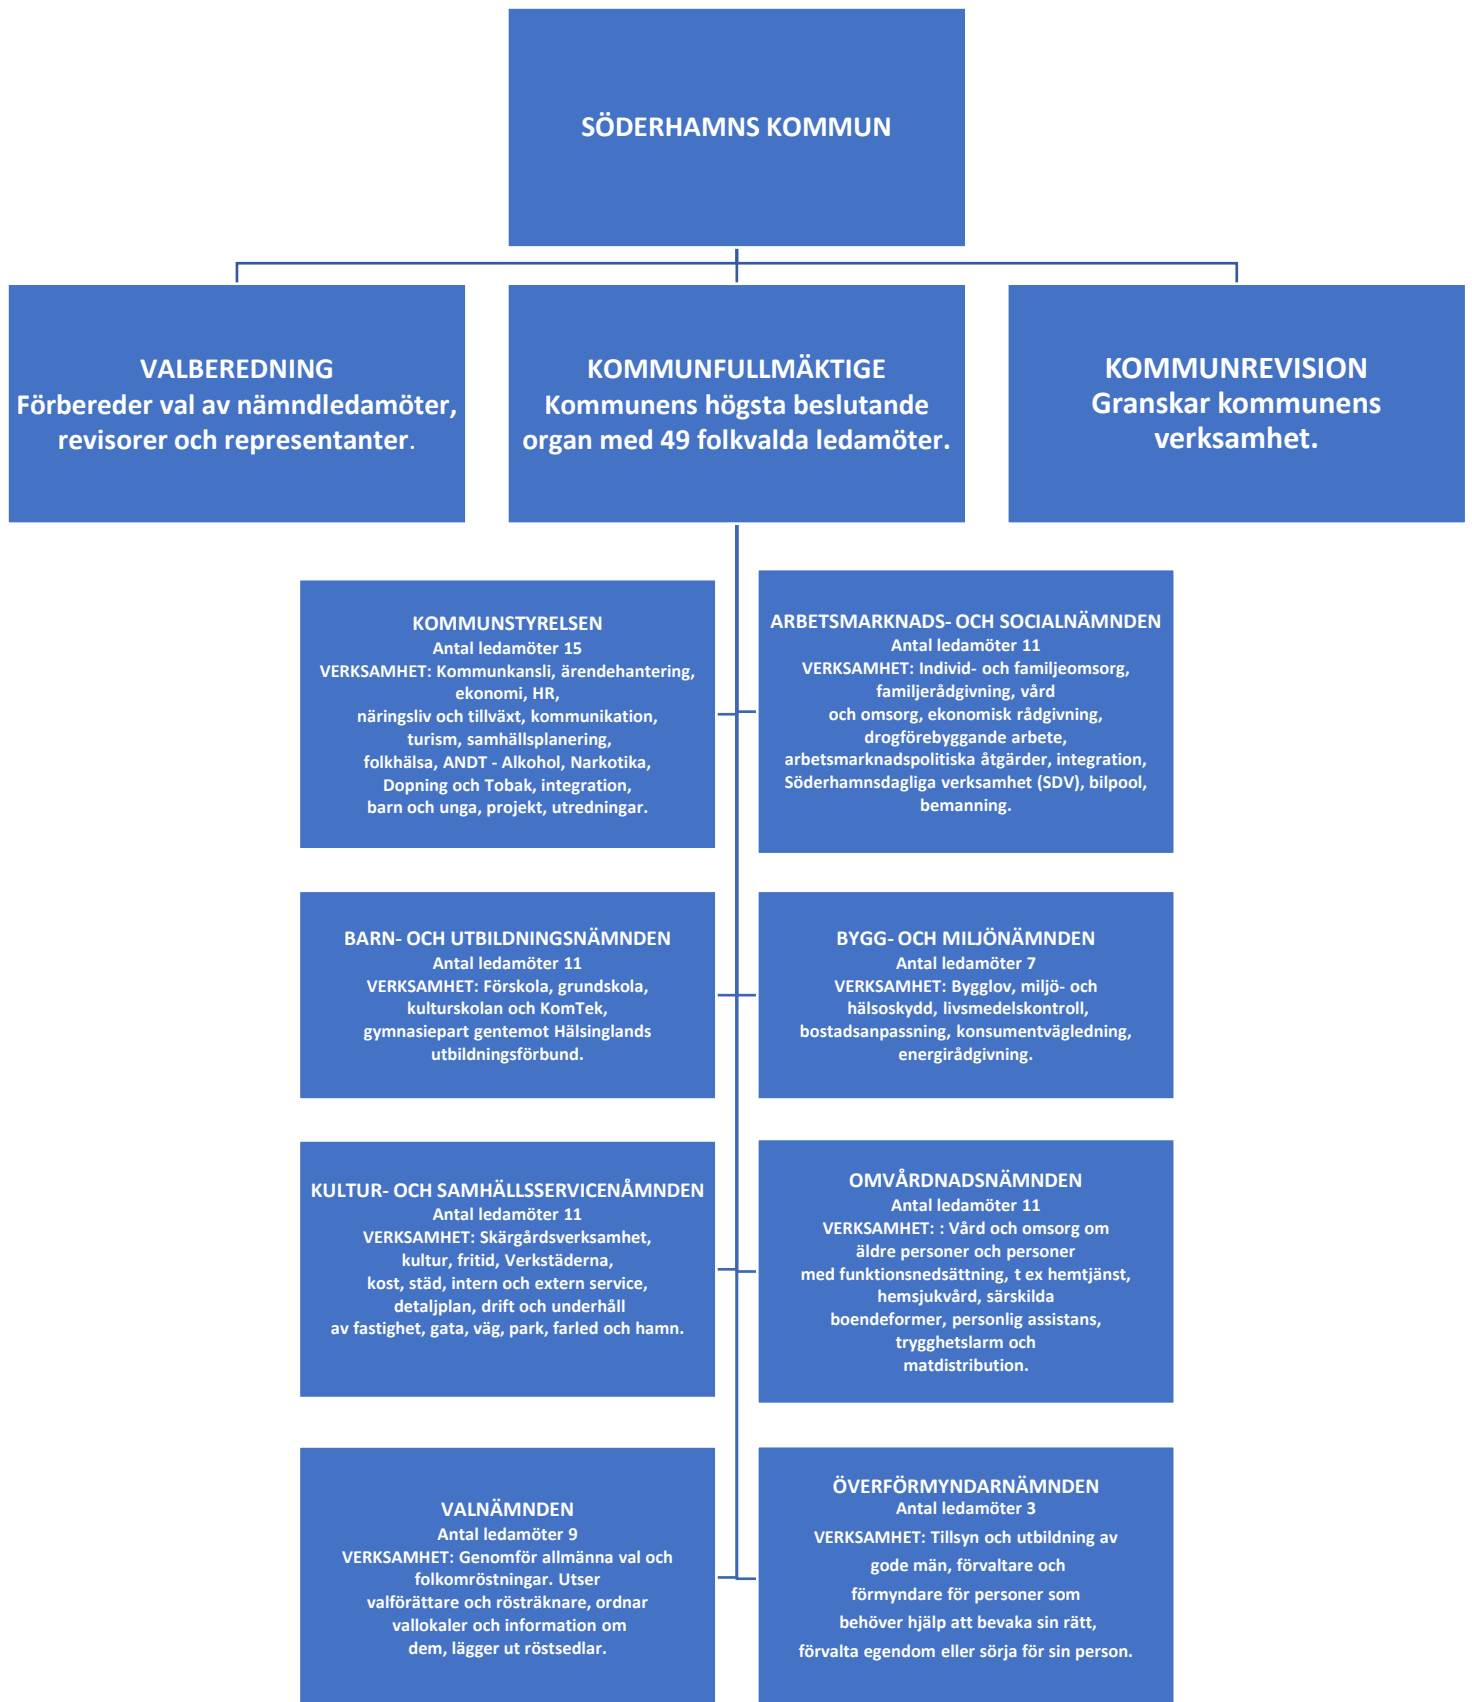 SÖDERHAMNS KOMMUN
VALBEREDNING
Förbereder val av nämndledamöter,
revisorer och representanter.
KOMMUNFULLMÄKTIGE
Kommunens högsta beslutande
organ med 49 folkvalda ledamöter.
KOMMUNREVISION
Granskar kommunens
verksamhet.
KOMMUNSTYRELSEN
Antal ledamöter 15
VERKSAMHET: Kommunkansli, ärendehantering,
ekonomi, HR,
näringsliv och tillväxt, kommunikation,
turism, samhällsplanering,
folkhälsa, ANDT - Alkohol, Narkotika,
Dopning och Tobak, integration,
barn och unga, projekt, utredningar.
ARBETSMARKNADS- OCH SOCIALNÄMNDEN
Antal ledamöter 11
VERKSAMHET: Individ- och familjeomsorg,
familjerådgivning, vård
och omsorg, ekonomisk rådgivning,
drogförebyggande arbete,
arbetsmarknadspolitiska åtgärder, integration,
Söderhamnsdagliga verksamhet (SDV), bilpool,
bemanning.
BARN- OCH UTBILDNINGSNÄMNDEN
Antal ledamöter 11
VERKSAMHET: Förskola, grundskola,
kulturskolan och KomTek,
gymnasiepart gentemot Hälsinglands
utbildningsförbund.
BYGG- OCH MILJÖNÄMNDEN
Antal ledamöter 7
VERKSAMHET: Bygglov, miljö- och
hälsoskydd, livsmedelskontroll,
bostadsanpassning, konsumentvägledning,
energirådgivning.
KULTUR- OCH SAMHÄLLSSERVICENÅMNDEN
Antal ledamöter 11
VERKSAMHET: Skärgårdsverksamhet,
kultur, fritid, Verkstäderna,
kost, städ, intern och extern service,
detaljplan, drift och underhåll
av fastighet, gata, väg, park, farled och hamn.
OMVÅRDNADSNÄMNDEN
Antal ledamöter 11
VERKSAMHET: : Vård och omsorg om
äldre personer och personer
med funktionsnedsättning, t ex hemtjänst,
hemsjukvård, särskilda
boendeformer, personlig assistans,
trygghetslarm och
matdistribution.
VALNÄMNDEN
Antal ledamöter 9
VERKSAMHET: Genomför allmänna val och
folkomröstningar. Utser
valförättare och rösträknare, ordnar
vallokaler och information om
dem, lägger ut röstsedlar.
ÖVERFÖRMYNDARNÄMNDEN
Antal ledamöter 3
VERKSAMHET: Tillsyn och utbildning av
gode män, förvaltare och
förmyndare för personer som
behöver hjälp att bevaka sin rätt,
förvalta egendom eller sörja för sin person.